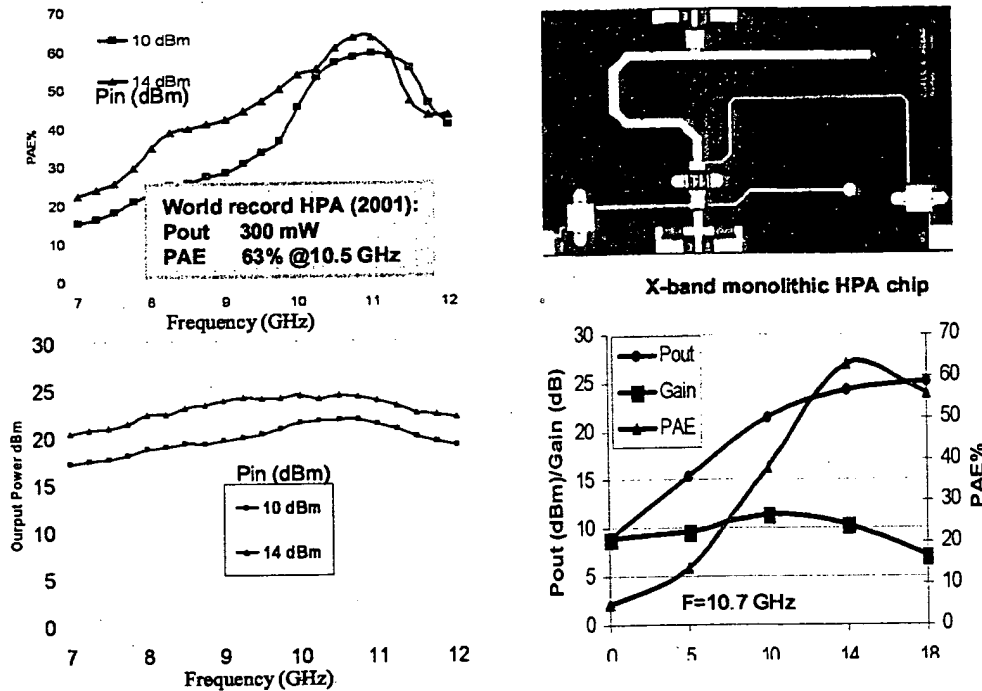 70
60
50
40
30
20
10
0
PAE%
10 dBm
14 dBm
Pin (dBm)
World record HPA (2001):
Pout 300 mW
PAE 63% @10.5 GHz
7 8 9 10 11 12
Frequency (GHz)
X-band monolithic HPA chip
30
25
20
15
10
5
0
Ourput Power dBm
Pin (dBm)
10 dBm
14 dBm
7 8 9 10 11 12
Frequency (GHz)
30
25
20
15
10
5
0
Pout (dBm)/Gain (dB)
Pout
Gain
PAE
F=10.7 GHz
70
60
50
40
30
20
10
0
PAE%
0 5 10 14 18